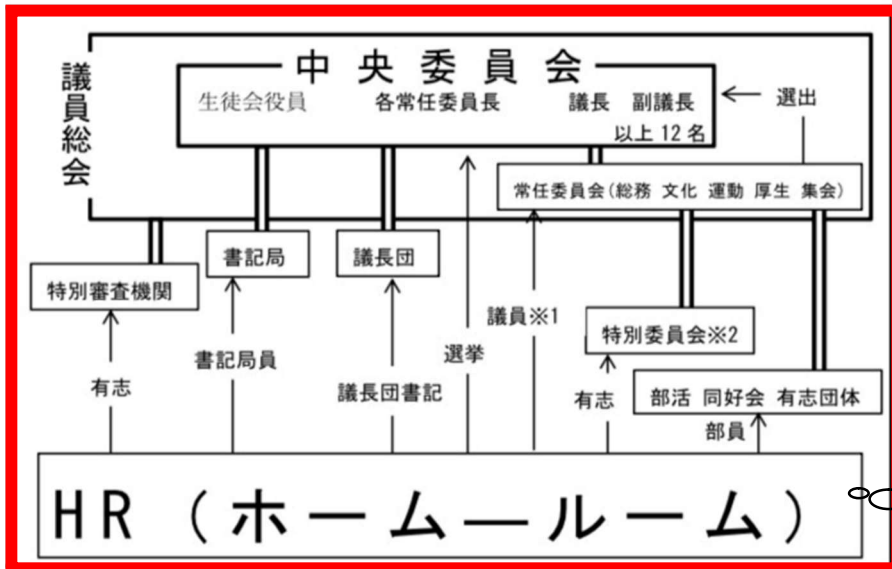 議員総会
中央委員会
生徒会役員 各常任委員長 議長 副議長
以上12名
選出
常任委員会(総務 文化 運動 厚生 集会)
書記局
議長団
特別審査機関
議員※1
特別委員会※2
選挙
書記局員
有志
議長団書記
有志
部活 同好会 有志団体
部員
HR(ホームルーム)